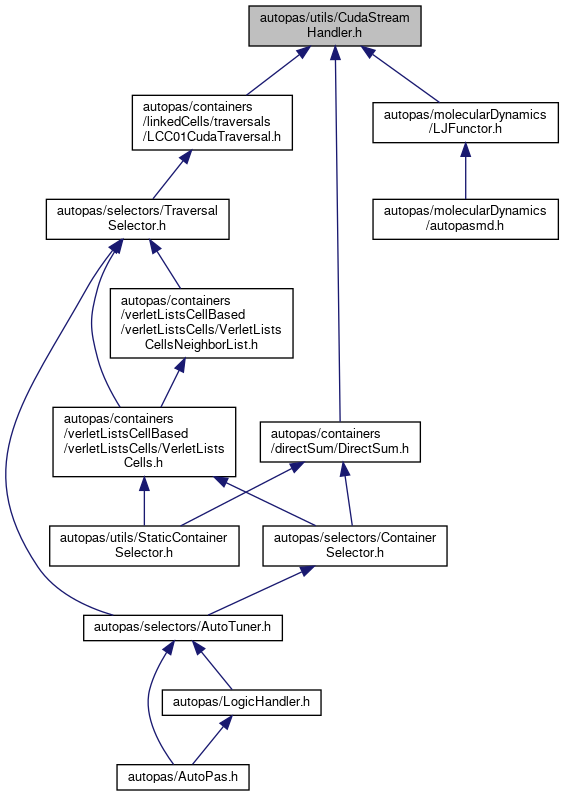 autopas/utils/CudaStream
Handler.h
autopas/containers
/linkedCells/traversals
/LCC01CudaTraversal.h
autopas/molecularDynamics
/LJFunctor.h
autopas/selectors/Traversal
Selector.h
autopas/molecularDynamics
/autopasmd.h
autopas/containers
/verletListsCellBased
/verletListsCells/VerletLists
CellsNeighborList.h
autopas/containers
/verletListsCellBased
/verletListsCells/VerletLists
Cells.h
autopas/containers
/directSum/DirectSum.h
autopas/utils/StaticContainer
Selector.h
autopas/selectors/Container
Selector.h
autopas/selectors/AutoTuner.h
autopas/LogicHandler.h
autopas/AutoPas.h